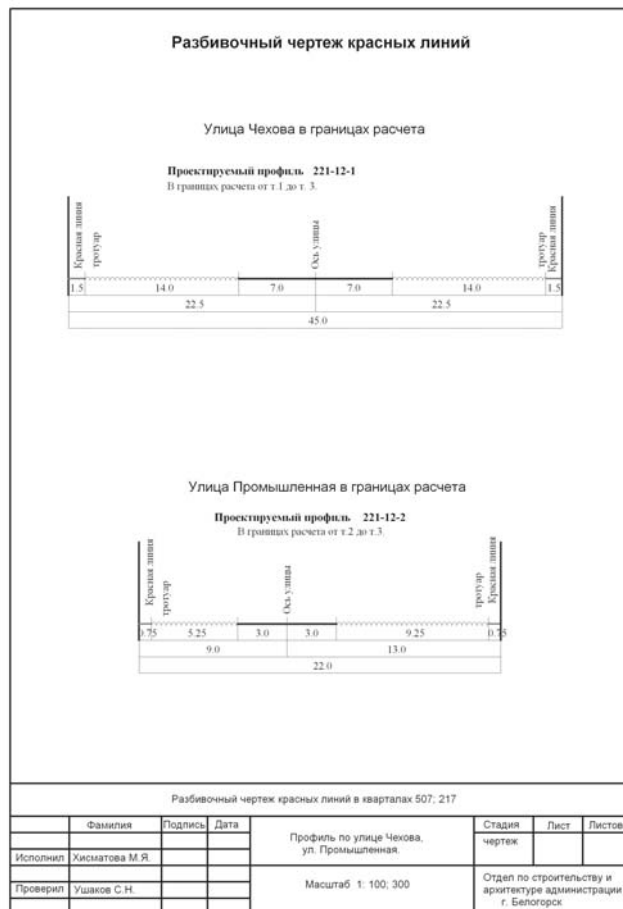 Разбивочный чертеж красных линий
Улица Чехова в границах расчета
Проектируемый профиль 221-12-1
В границах расчета от т.1 до т. 3.
Красная линия
тротуар
Ось улицы
тротуар
Красная линия
1.5 14.0 7.0 7.0 14.0 1.5
22.5 22.5
45.0
Улица Промышленная в границах расчета
Проектируемый профиль 221-12-2
В границах расчета от т.2 до т.3.
Красная линия
тротуар
Ось улицы
тротуар
Красная линия
0.75 5.25 3.0 3.0 9.25 0.75
9.0 13.0
22.0
Разбивочный чертеж красных линий в кварталах 507; 217
Фамилия Подпись Дата
Исполнил Хисматова М.Я.
Проверил Ушаков С.Н.
Профиль по улице Чехова,
ул. Промышленная.
Масштаб 1: 100; 300
Стадия Лист Листов
чертеж
Отдел по строительству и
архитектуре администрации
г. Белогорск